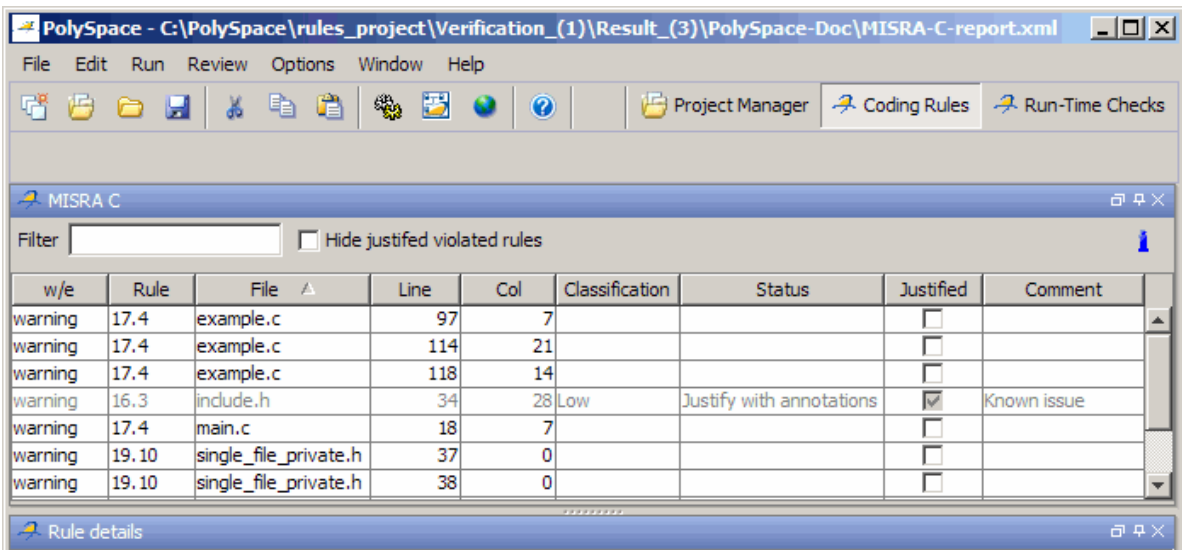 PolySpace - C:\PolySpace\rules_project\Verification_(1)\Result_(3)\PolySpace-Doc\MISRA-C-report.xml
File Edit Run Review Options Window Help
Project Manager Coding Rules Run-Time Checks
MISRA C
Filter Hide justifed violated rules
w/e Rule File Line Col Classification Status Justified Comment
warning 17.4 example.c 97 7
warning 17.4 example.c 114 21
warning 17.4 example.c 118 14
warning 16.3 include.h 34 28 Low Justify with annotations Known issue
warning 17.4 main.c 18 7
warning 19.10 single_file_private.h 37 0
warning 19.10 single_file_private.h 38 0
Rule details